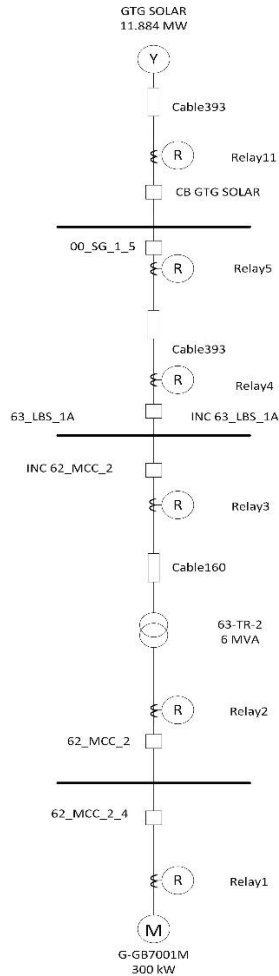 GTG SOLAR
11.884 MW
Y
Cable393
R
Relay11
CB GTG SOLAR
00_SG_1_5
R
Relay5
Cable393
R
Relay4
63_LBS_1A
INC 63_LBS_1A
INC 62_MCC_2
R
Relay3
Cable160
63-TR-2
6 MVA
R
Relay2
62_MCC_2
62_MCC_2_4
R
Relay1
M
G-GB7001M
300 kW